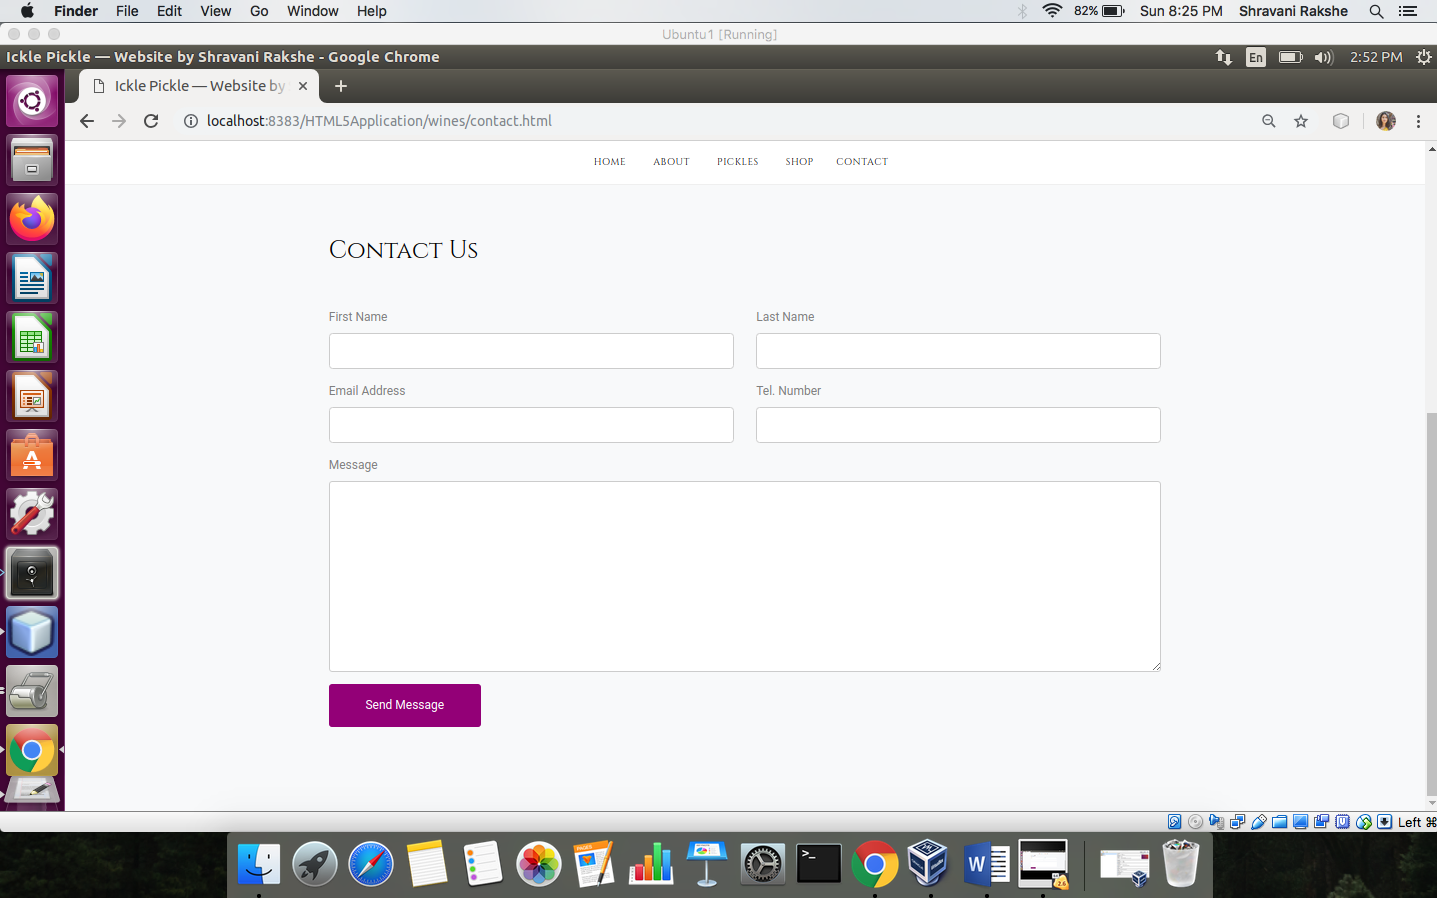 Finder File Edit View Go Window Help 82% Sun 8:25 PM Shravani Rakshe
Ubuntu1 [Running]
Ickle Pickle — Website by Shravani Rakshe - Google Chrome En 2:52 PM
Ickle Pickle — Website by
localhost:8383/HTML5Application/wines/contact.html
HOME ABOUT PICKLES SHOP CONTACT
Contact Us
First Name Last Name
Email Address Tel. Number
Message
Send Message
Left ⌘
PAGES